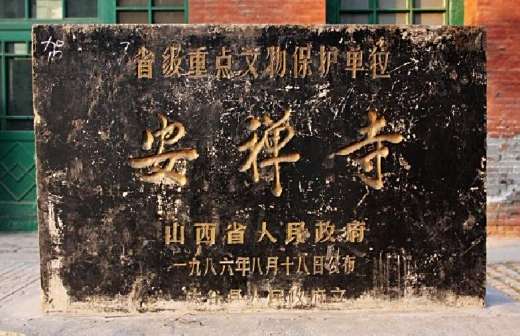 省级重点文物保护单位
安禅寺
山西省人民政府
一九八六年八月十八日公布